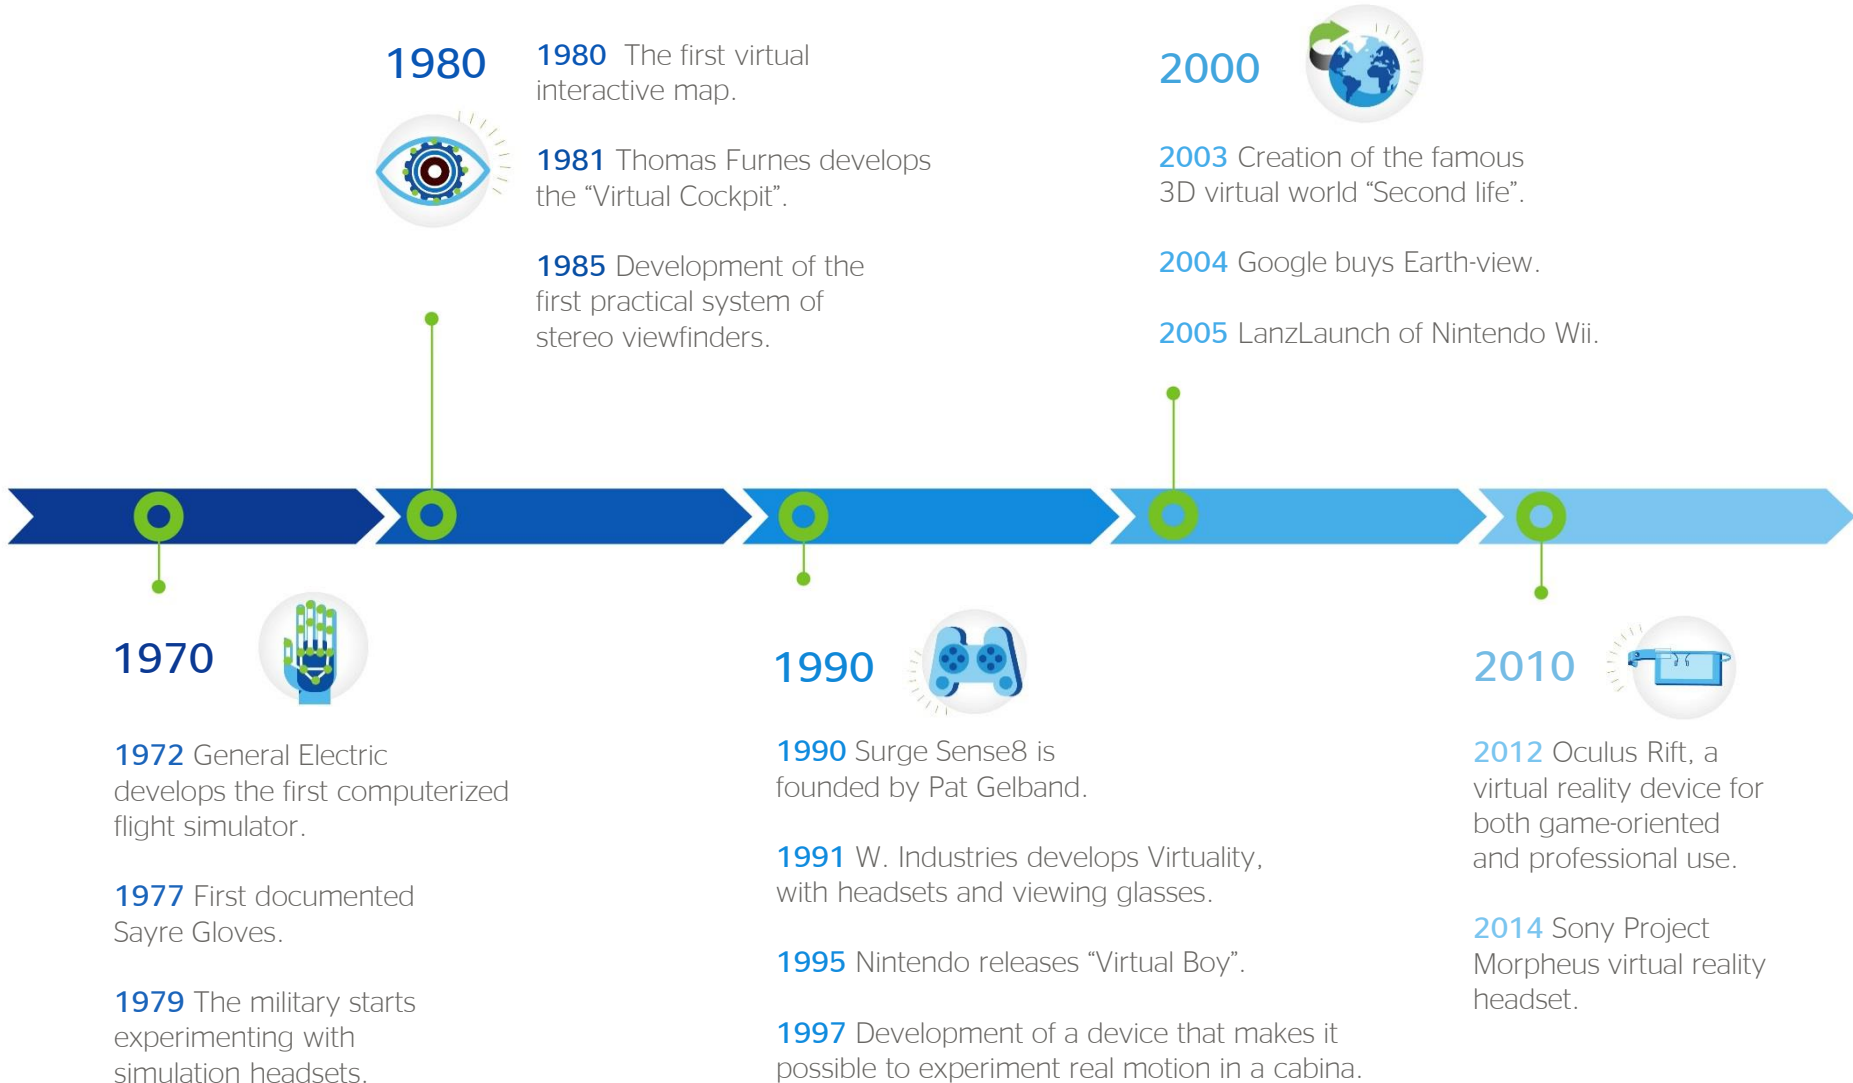 1980
1980 The first virtual
interactive map.
1981 Thomas Furnes develops
the “Virtual Cockpit”.
1985 Development of the
first practical system of
stereo viewfinders.
2000
2003 Creation of the famous
3D virtual world “Second life”.
2004 Google buys Earth-view.
2005 LanzLaunch of Nintendo Wii.
1970
1972 General Electric
develops the first computerized
flight simulator.
1977 First documented
Sayre Gloves.
1979 The military starts
experimenting with
simulation headsets.
1990
1990 Surge Sense8 is
founded by Pat Gelband.
1991 W. Industries develops Virtuality,
with headsets and viewing glasses.
1995 Nintendo releases “Virtual Boy”.
1997 Development of a device that makes it
possible to experiment real motion in a cabina.
2010
2012 Oculus Rift, a
virtual reality device for
both game-oriented
and professional use.
2014 Sony Project
Morpheus virtual reality
headset.